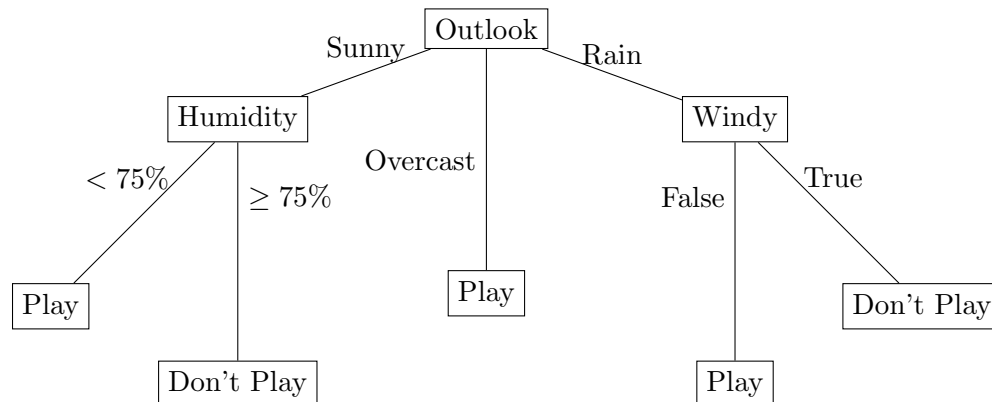 Outlook
Sunny
Rain
Humidity
Windy
Overcast
< 75%
≥ 75%
False
True
Play
Play
Don't Play
Don't Play
Play